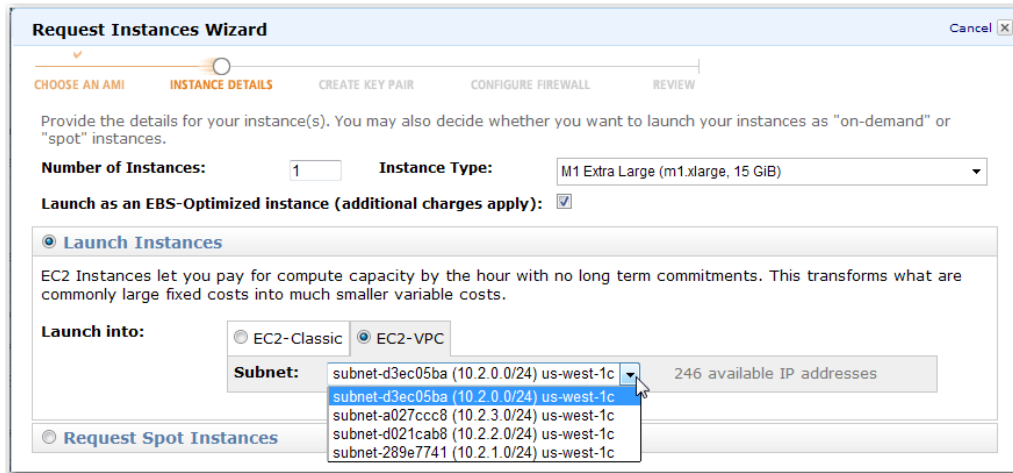 Request Instances Wizard
Cancel
CHOOSE AN AMI INSTANCE DETAILS CREATE KEY PAIR CONFIGURE FIREWALL REVIEW
Provide the details for your instance(s). You may also decide whether you want to launch your instances as "on-demand" or
"spot" instances.
Number of Instances: 1 Instance Type: M1 Extra Large (m1.xlarge, 15 GiB)
Launch as an EBS-Optimized instance (additional charges apply):
Launch Instances
EC2 Instances let you pay for compute capacity by the hour with no long term commitments. This transforms what are
commonly large fixed costs into much smaller variable costs.
Launch into: EC2-Classic EC2-VPC
Subnet: subnet-d3ec05ba (10.2.0.0/24) us-west-1c 246 available IP addresses
subnet-d3ec05ba (10.2.0.0/24) us-west-1c
subnet-a027ccc8 (10.2.3.0/24) us-west-1c
subnet-d021cab8 (10.2.2.0/24) us-west-1c
subnet-289e7741 (10.2.1.0/24) us-west-1c
Request Spot Instances